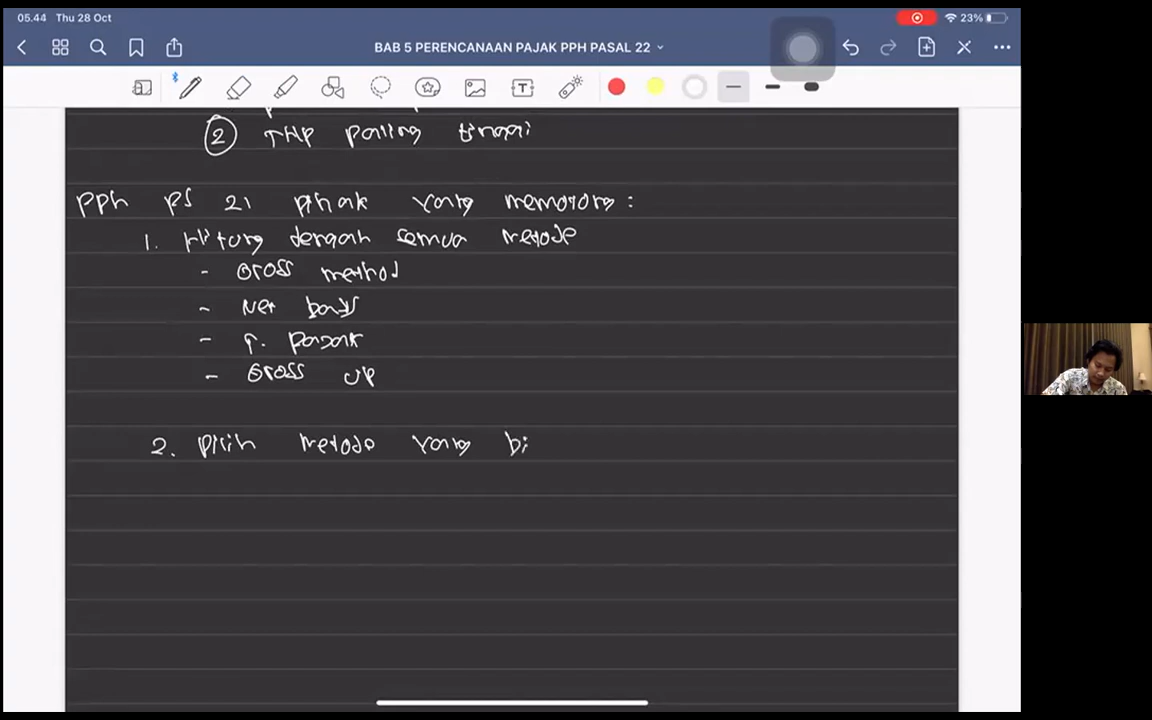 05.44 Thu 28 Oct
23%
BAB 5 PERENCANAAN PAJAK PPH PASAL 22
2 THP paling tinggi
PPh ps 21 pihak yang memotong :
1. Hitung dengan semua metode
- Gross method
- Net basis
- T. pajak
- Gross up
2. Pilih metode yang bi